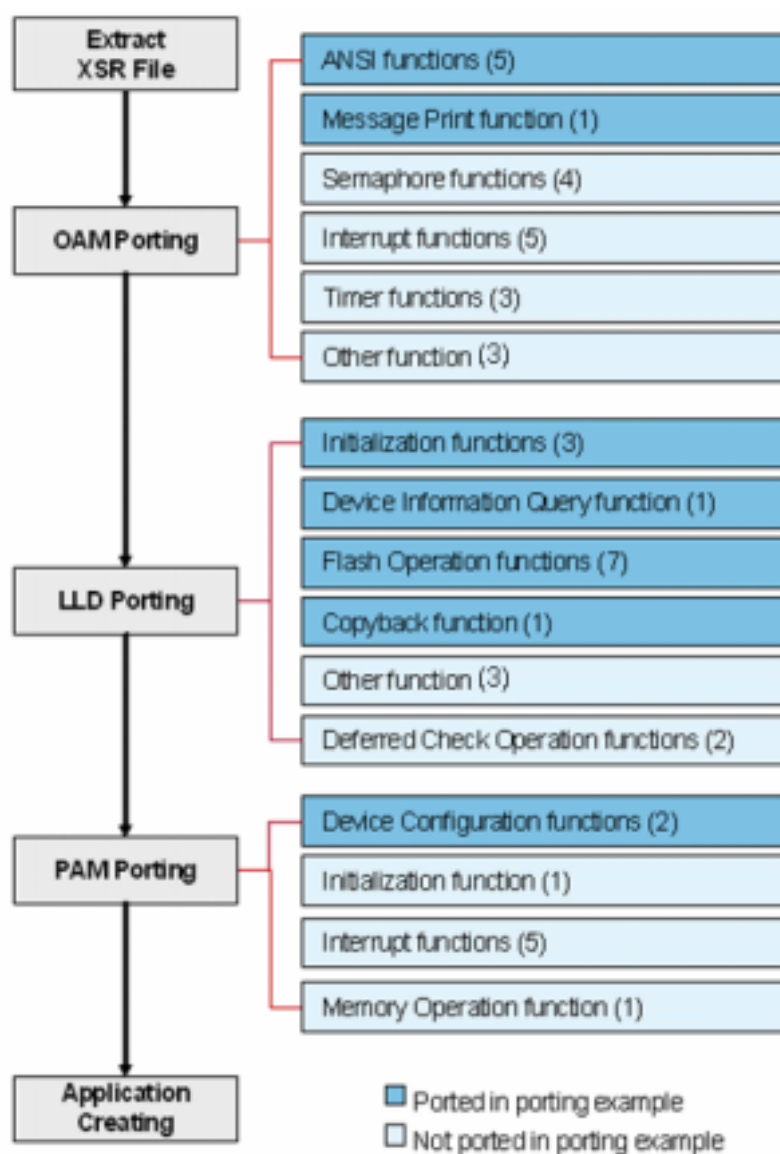 Extract
XSR File
ANSI functions (5)
Message Print function (1)
Semaphore functions (4)
OAM Porting
Interrupt functions (5)
Timer functions (3)
Other function (3)
Initialization functions (3)
Device Information Query function (1)
Flash Operation functions (7)
LLD Porting
Copyback function (1)
Other function (3)
Deferred Check Operation functions (2)
Device Configuration functions (2)
PAM Porting
Initialization function (1)
Interrupt functions (5)
Memory Operation function (1)
Application
Creating
Ported in porting example
Not ported in porting example